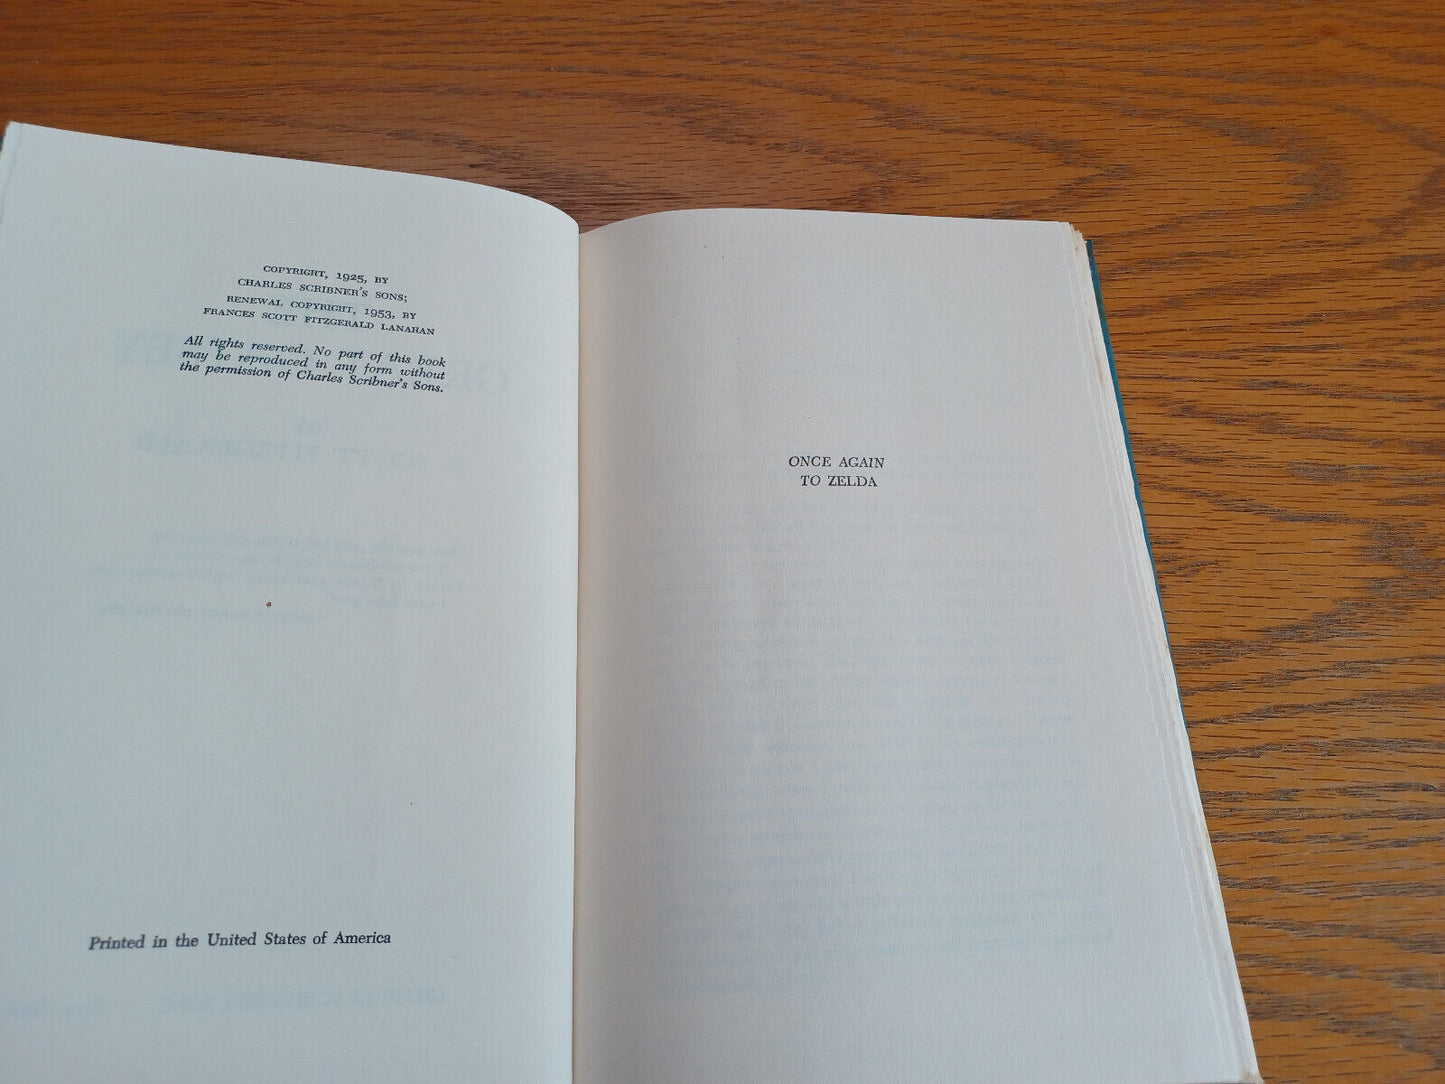 COPYRIGHT, 1925, BY
CHARLES SCRIBNER'S SONS;
RENEWAL COPYRIGHT, 1953, BY
FRANCES SCOTT FITZGERALD LANAHAN
All rights reserved. No part of this book
may be reproduced in any form without
the permission of Charles Scribner's Sons.
Printed in the United States of America
ONCE AGAIN
TO ZELDA